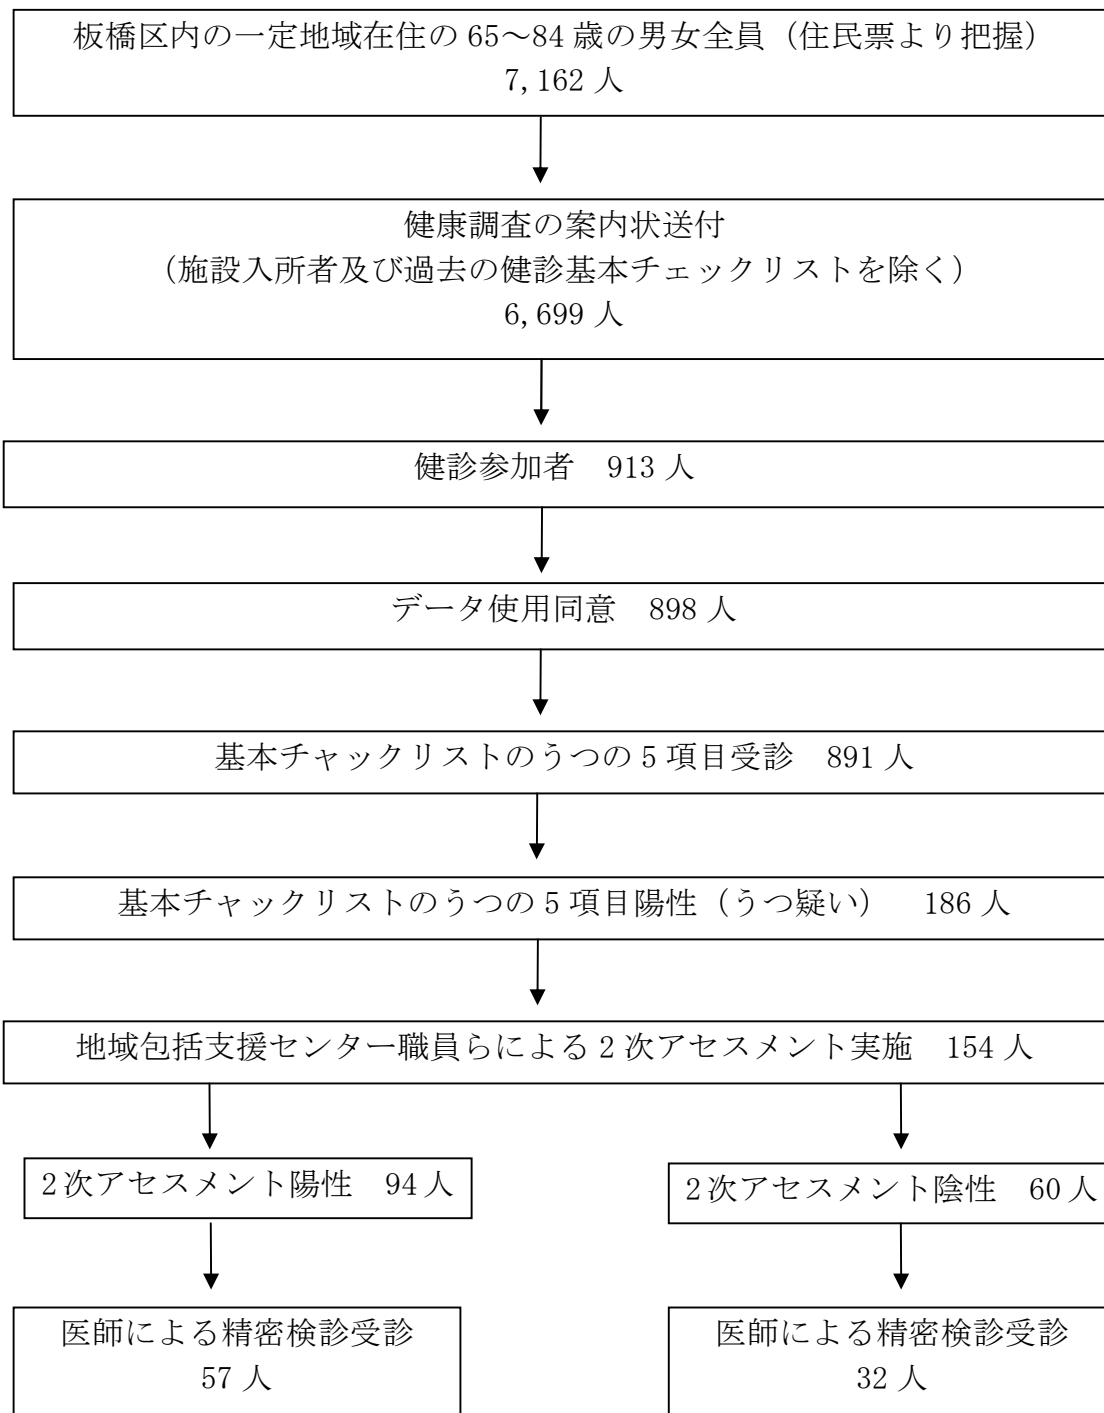 板橋区内の一定地域在住の 65～84 歳の男女全員（住民票より把握）
7,162 人
健康調査の案内状送付
（施設入所者及び過去の健診基本チェックリストを除く）
6,699 人
健診参加者　913 人
データ使用同意　898 人
基本チャックリストのうつの 5 項目受診　891 人
基本チャックリストのうつの 5 項目陽性（うつ疑い）　186 人
地域包括支援センター職員らによる 2 次アセスメント実施　154 人
2次アセスメント陽性　94 人
2次アセスメント陰性　60 人
医師による精密検診受診
57 人
医師による精密検診受診
32 人